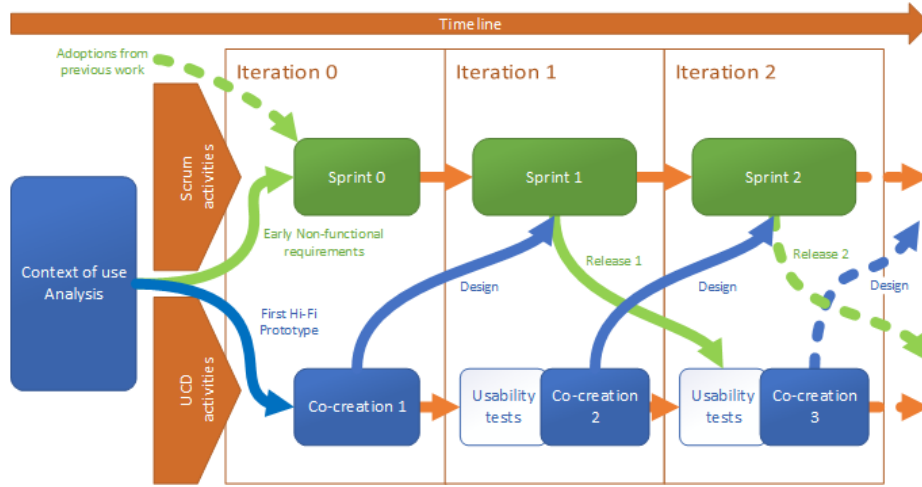 Timeline
Adoptions from
previous work
Iteration 0
Iteration 1
Iteration 2
Scrum
activities
Sprint 0
Sprint 1
Sprint 2
Early Non-functional
requirements
Release 1
Release 2
Context of use
Analysis
Design
Design
Design
First Hi-Fi
Prototype
UCD
activities
Co-creation 1
Usability
tests
Co-creation
2
Usability
tests
Co-creation
3